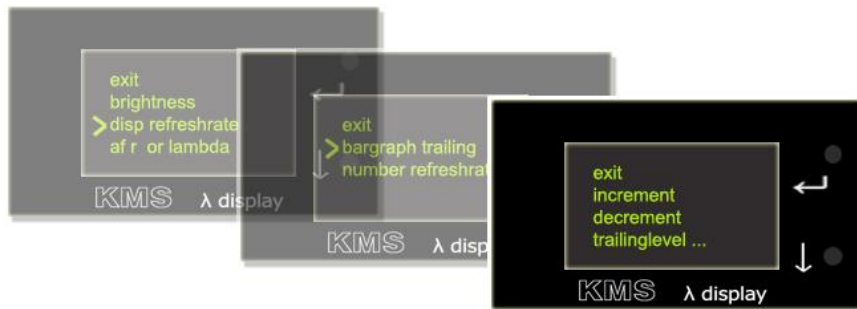 exit
brightness
> disp refreshrate
af r or lambda
KMS λ display
exit
> bargraph trailing
number refreshrat
KMS λ disp
exit
increment
decrement
trailinglevel ...
KMS λ display